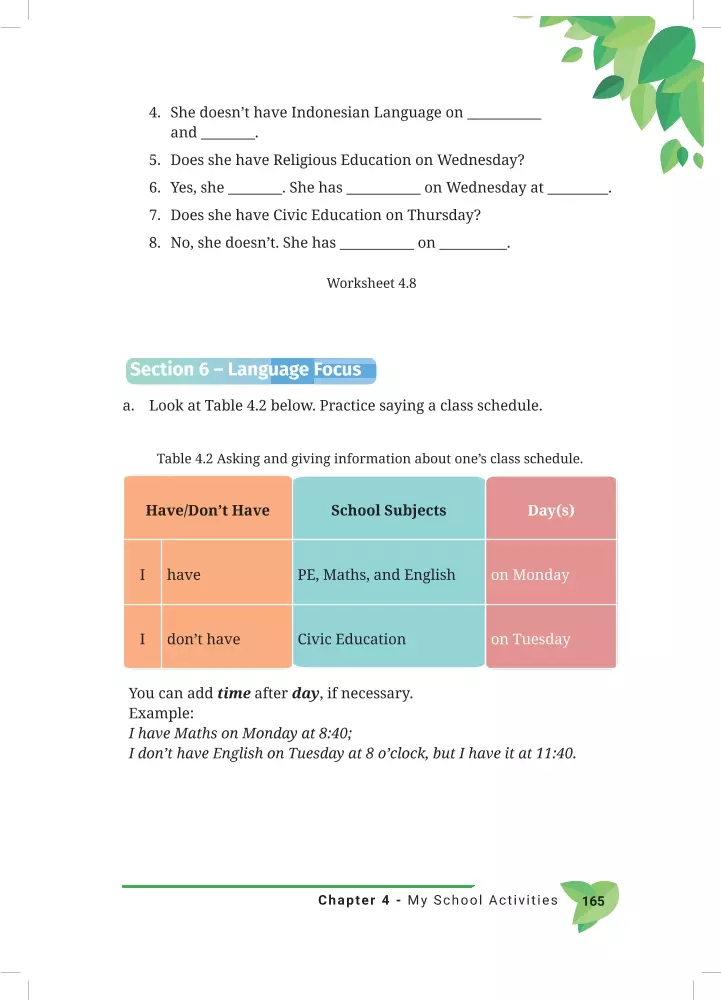 4. She doesn’t have Indonesian Language on ___________
and ________.
5. Does she have Religious Education on Wednesday?
6. Yes, she ________. She has ___________ on Wednesday at _________.
7. Does she have Civic Education on Thursday?
8. No, she doesn’t. She has ___________ on __________.
Worksheet 4.8
Section 6 – Language Focus
a. Look at Table 4.2 below. Practice saying a class schedule.
Table 4.2 Asking and giving information about one’s class schedule.
Have/Don’t Have School Subjects Day(s)
I have PE, Maths, and English on Monday
I don’t have Civic Education on Tuesday
You can add time after day, if necessary.
Example:
I have Maths on Monday at 8:40;
I don’t have English on Tuesday at 8 o’clock, but I have it at 11:40.
Chapter 4 - My School Activities 165